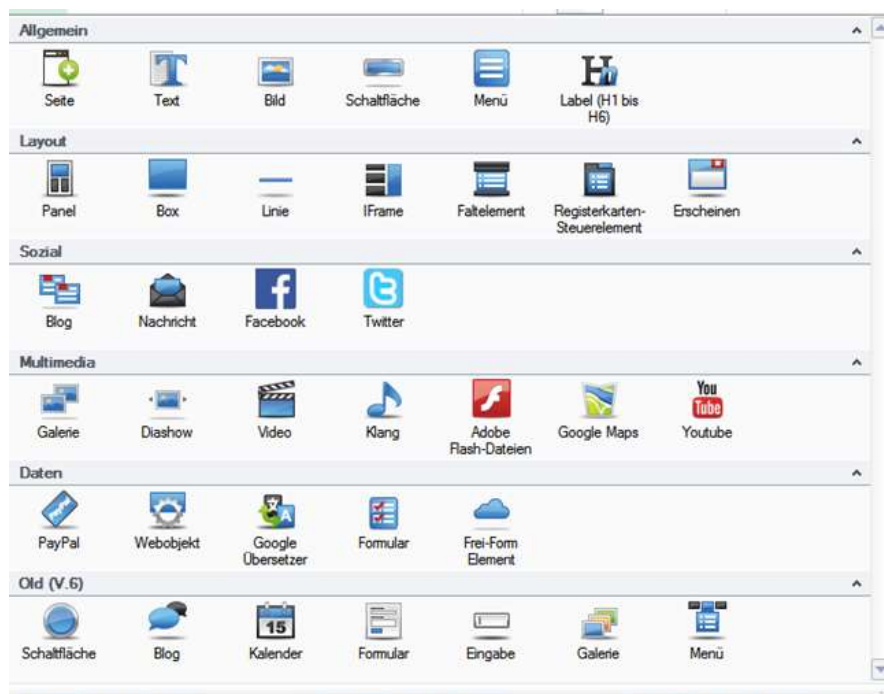 Allgemein
Seite
Text
Bild
Schaltfläche
Menü
Label (H1 bis
H6)
Layout
Panel
Box
Linie
IFrame
Faltelement
Registerkarten-
Steuerelement
Erscheinen
Sozial
Blog
Nachricht
Facebook
Twitter
Multimedia
You
Tube
Galerie
Diashow
Video
Klang
Adobe
Flash-Dateien
Google Maps
Youtube
Daten
PayPal
PayPal
Webobjekt
Google
Übersetzer
Formular
Frei-Form
Element
Old (V.6)
15
Schaltfläche
Blog
Kalender
Formular
Eingabe
Galerie
Menü